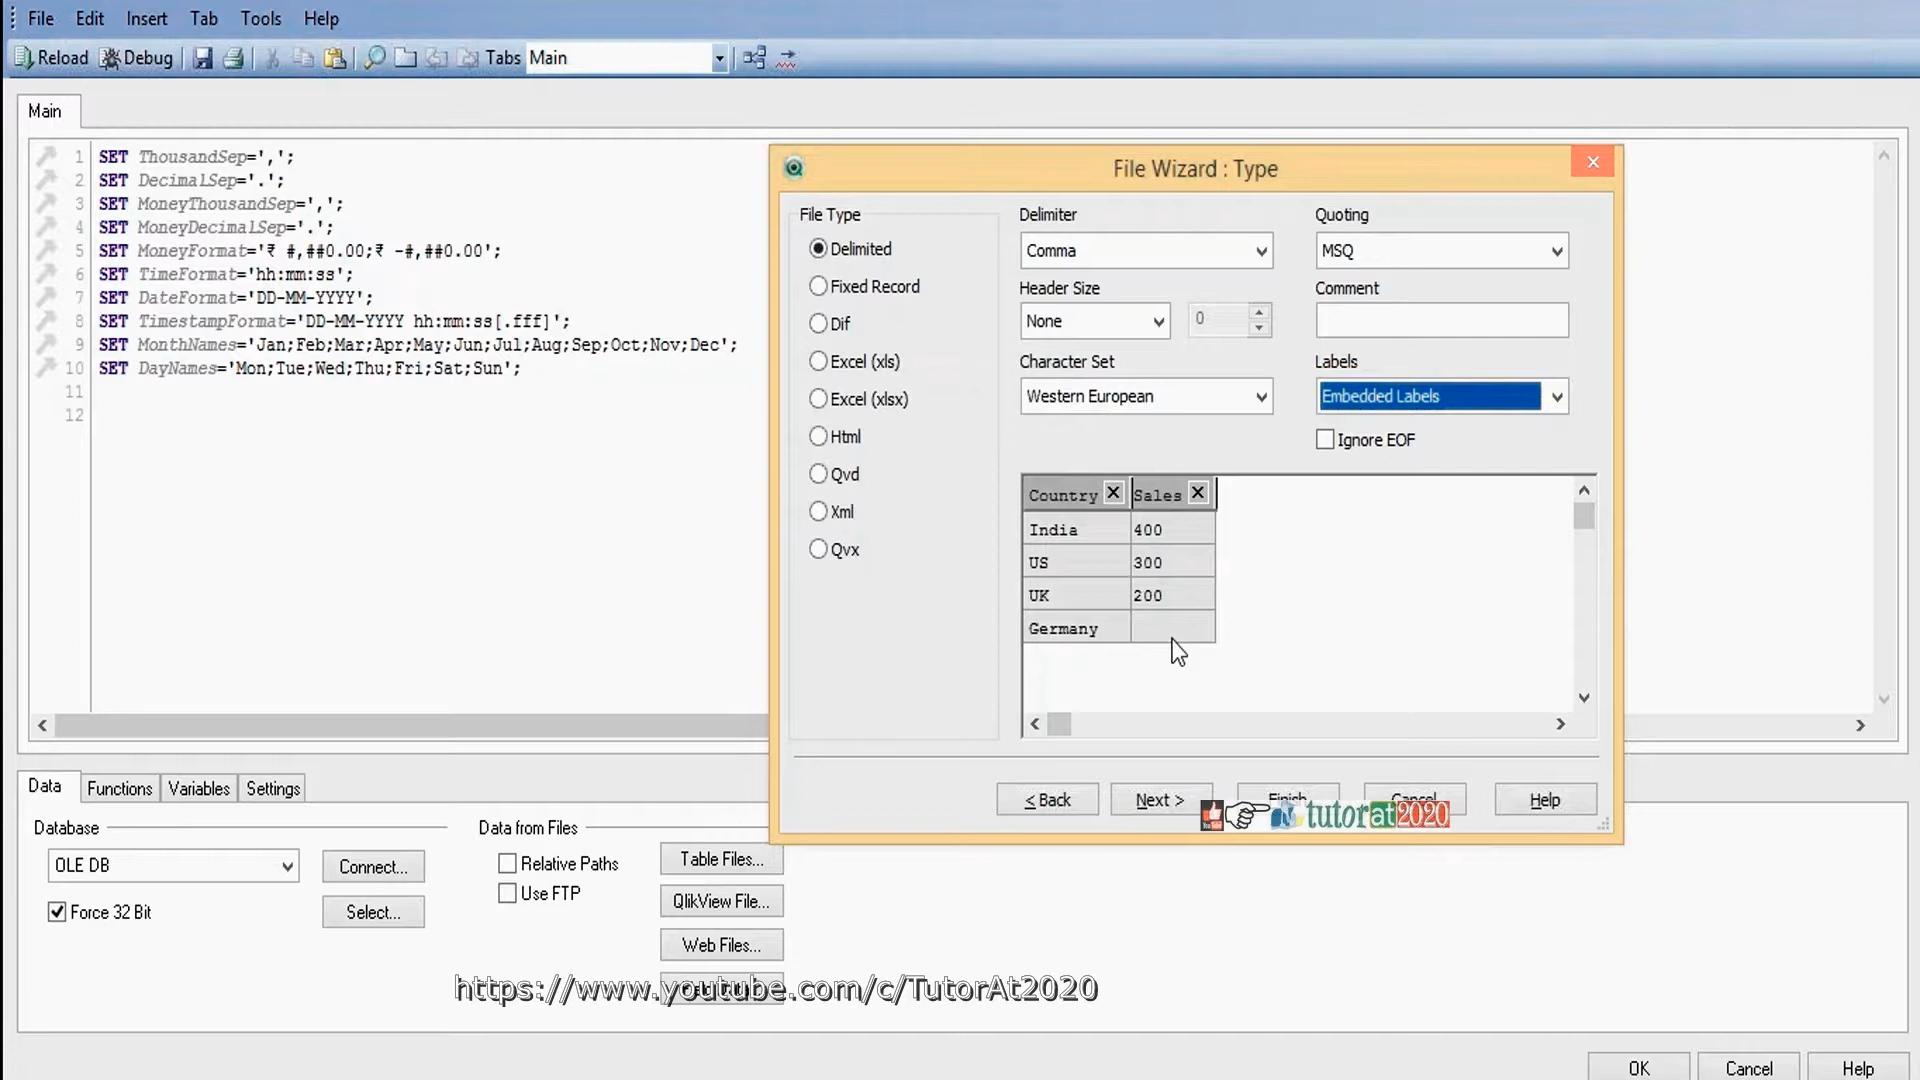 File Edit Insert Tab Tools Help
Reload Debug Tabs Main
Main
1 SET ThousandSep=',';
2 SET DecimalSep='.';
3 SET MoneyThousandSep=',';
4 SET MoneyDecimalSep='.';
5 SET MoneyFormat='₹ #,##0.00;₹ -#,##0.00';
6 SET TimeFormat='hh:mm:ss';
7 SET DateFormat='DD-MM-YYYY';
8 SET TimestampFormat='DD-MM-YYYY hh:mm:ss[.fff]';
9 SET MonthNames='Jan;Feb;Mar;Apr;May;Jun;Jul;Aug;Sep;Oct;Nov;Dec';
10 SET DayNames='Mon;Tue;Wed;Thu;Fri;Sat;Sun';
11
12
File Wizard : Type
File Type
Delimited
Fixed Record
Dif
Excel (xls)
Excel (xlsx)
Html
Qvd
Xml
Qvx
Delimiter
Comma
Header Size
None 0
Character Set
Western European
Quoting
MSQ
Comment
Labels
Embedded Labels
Ignore EOF
Country Sales
India 400
US 300
UK 200
Germany
< Back Next > Finish Cancel Help
tutorat2020
Data Functions Variables Settings
Database
OLE DB
Connect...
Force 32 Bit
Select...
Data from Files
Relative Paths
Use FTP
Table Files...
QlikView File...
Web Files...
https://www.youtube.com/c/TutorAt2020
OK Cancel Help